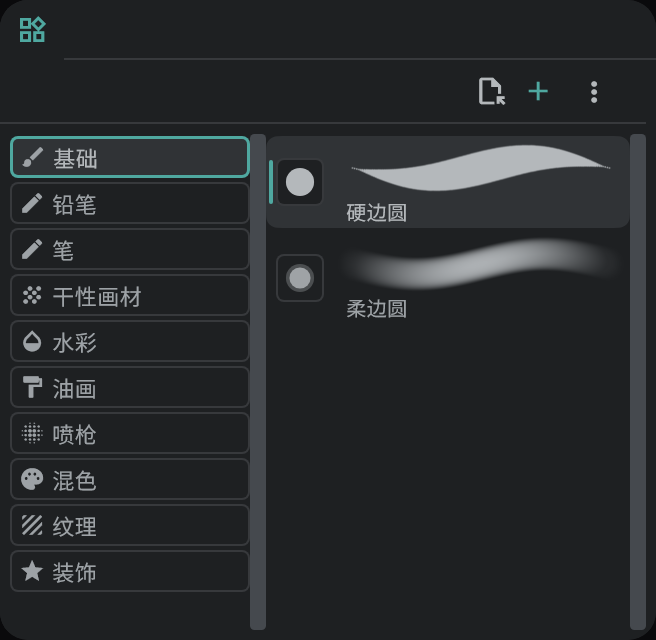 基础
铅笔
笔
干性画材
水彩
油画
喷枪
混色
纹理
装饰
硬边圆
柔边圆